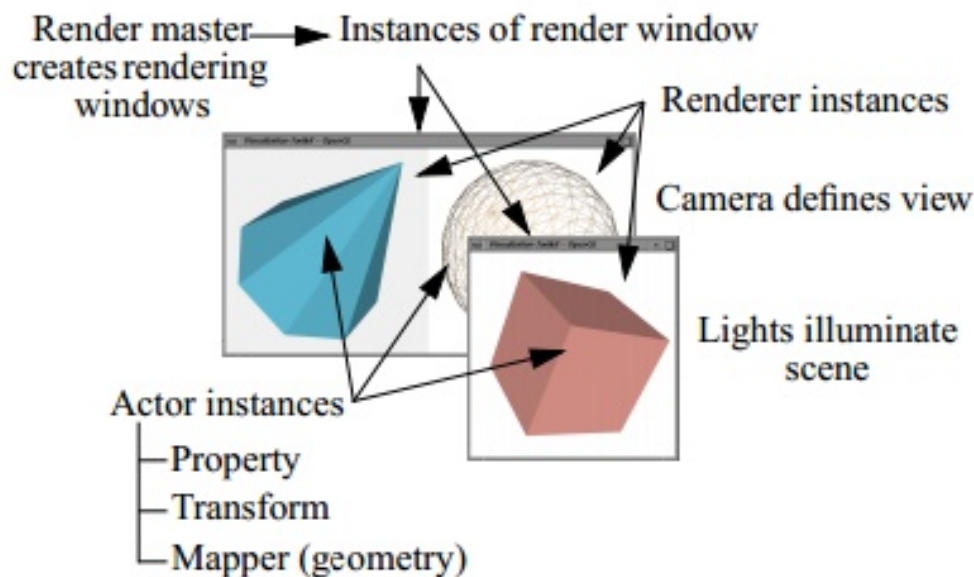 Render master
creates rendering
windows
Instances of render window
Renderer instances
Camera defines view
Lights illuminate
scene
Actor instances
Property
Transform
Mapper (geometry)